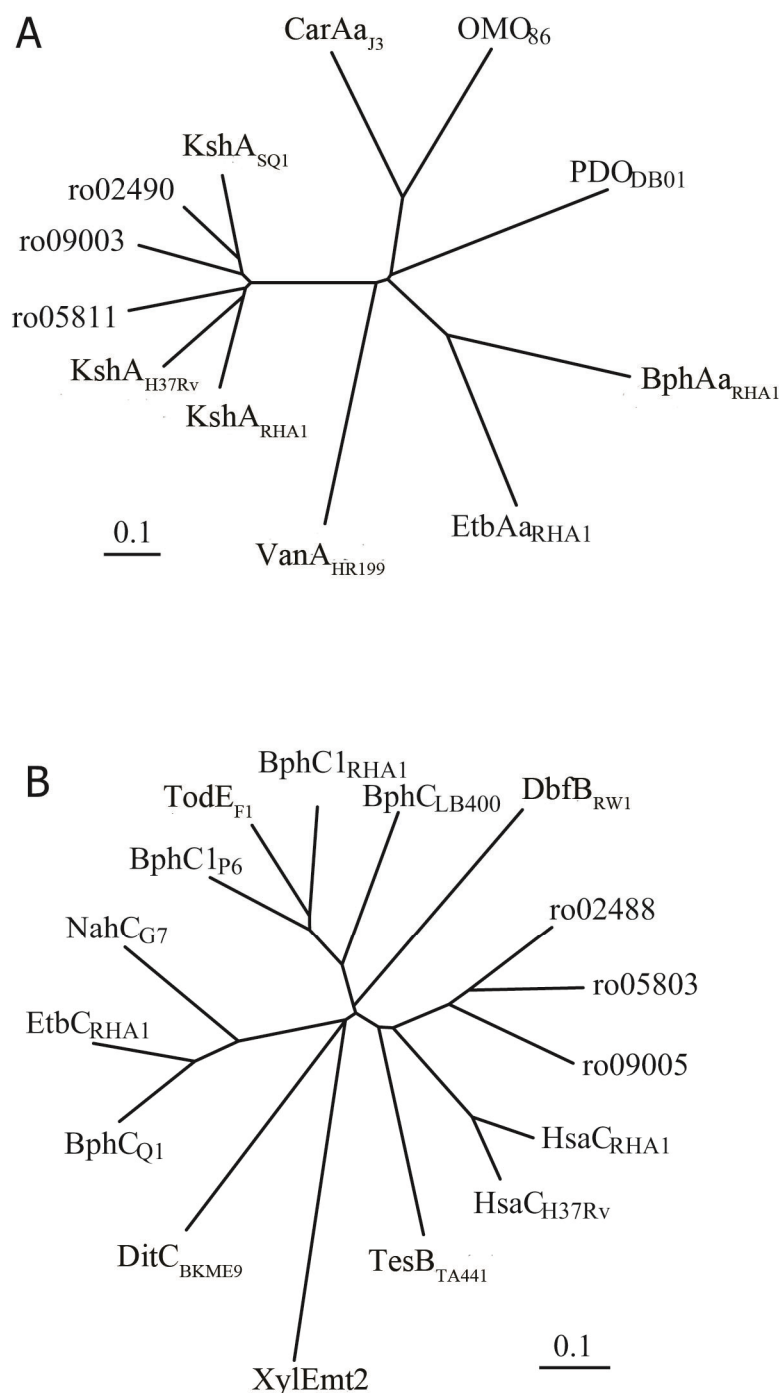 A
CarAaJ3
OMO86
KshASQ1
PDODB01
ro02490
ro09003
ro05811
KshAH37Rv
BphAaRHA1
KshARHA1
0.1
EtbAaRHA1
VanAHR199
B
BphC1RHA1
DbfBRW1
TodEF1
BphCLB400
BphC1P6
ro02488
NahCG7
ro05803
EtbCRHA1
ro09005
BphCQ1
HsaCRHA1
HsaCH37Rv
DitCBKME9
TesBTA441
0.1
XylEmt2